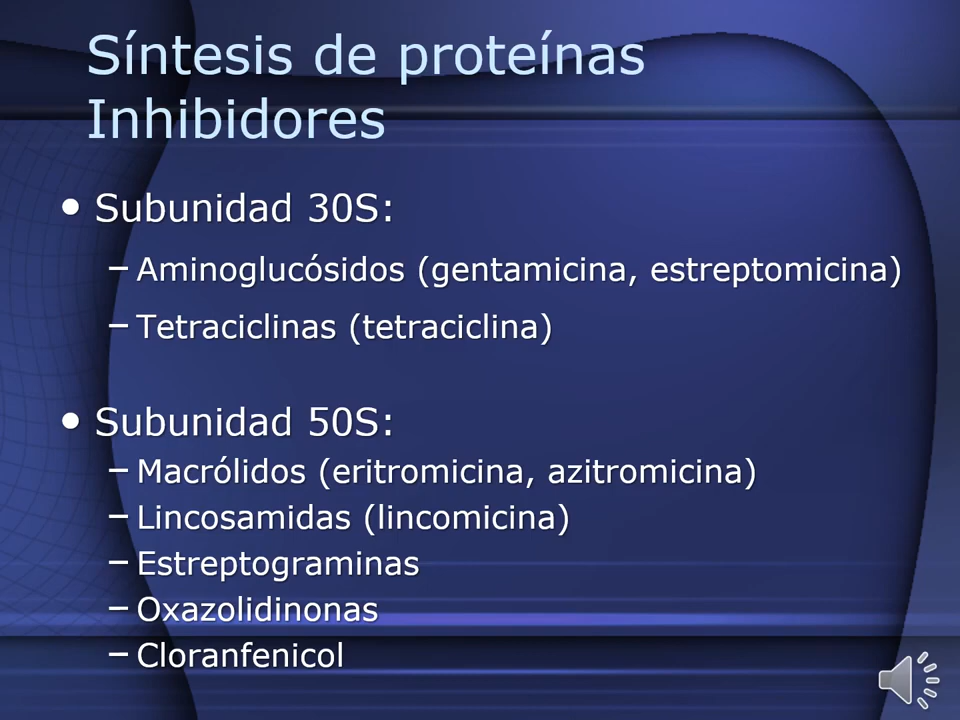 Síntesis de proteínas
Inhibidores
• Subunidad 30S:
– Aminoglucósidos (gentamicina, estreptomicina)
– Tetraciclinas (tetraciclina)
• Subunidad 50S:
– Macrólidos (eritromicina, azitromicina)
– Lincosamidas (lincomicina)
– Estreptograminas
– Oxazolidinonas
– Cloranfenicol